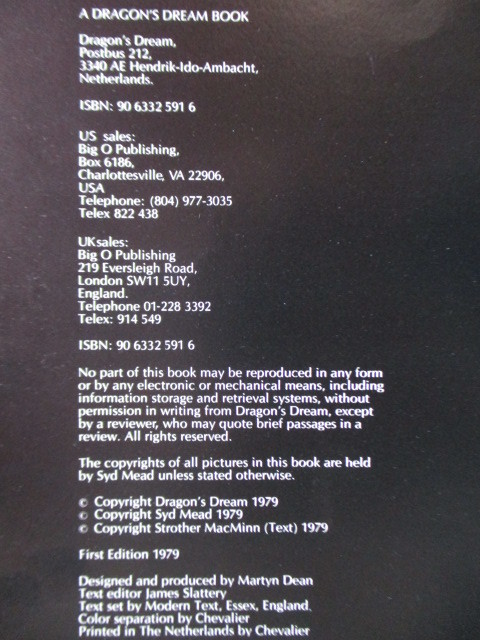 A DRAGON'S DREAM BOOK
Dragon's Dream,
Postbus 212,
3340 AE Hendrik-Ido-Ambacht,
Netherlands.
ISBN: 90 6332 591 6
US sales:
Big O Publishing,
Box 6186,
Charlottesville, VA 22906,
USA
Telephone: (804) 977-3035
Telex 822 438
UK sales:
Big O Publishing
219 Eversleigh Road,
London SW11 5UY,
England.
Telephone 01-228 3392
Telex: 914 549
ISBN: 90 6332 591 6
No part of this book may be reproduced in any form
or by any electronic or mechanical means, including
information storage and retrieval systems, without
permission in writing from Dragon's Dream, except
by a reviewer, who may quote brief passages in a
review. All rights reserved.
The copyrights of all pictures in this book are held
by Syd Mead unless stated otherwise.
© Copyright Dragon's Dream 1979
© Copyright Syd Mead 1979
© Copyright Strother MacMinn (Text) 1979
First Edition 1979
Designed and produced by Martyn Dean
Text editor James Slattery
Text set by Modern Text, Essex, England.
Color separation by Chevalier
Printed in The Netherlands by Chevalier